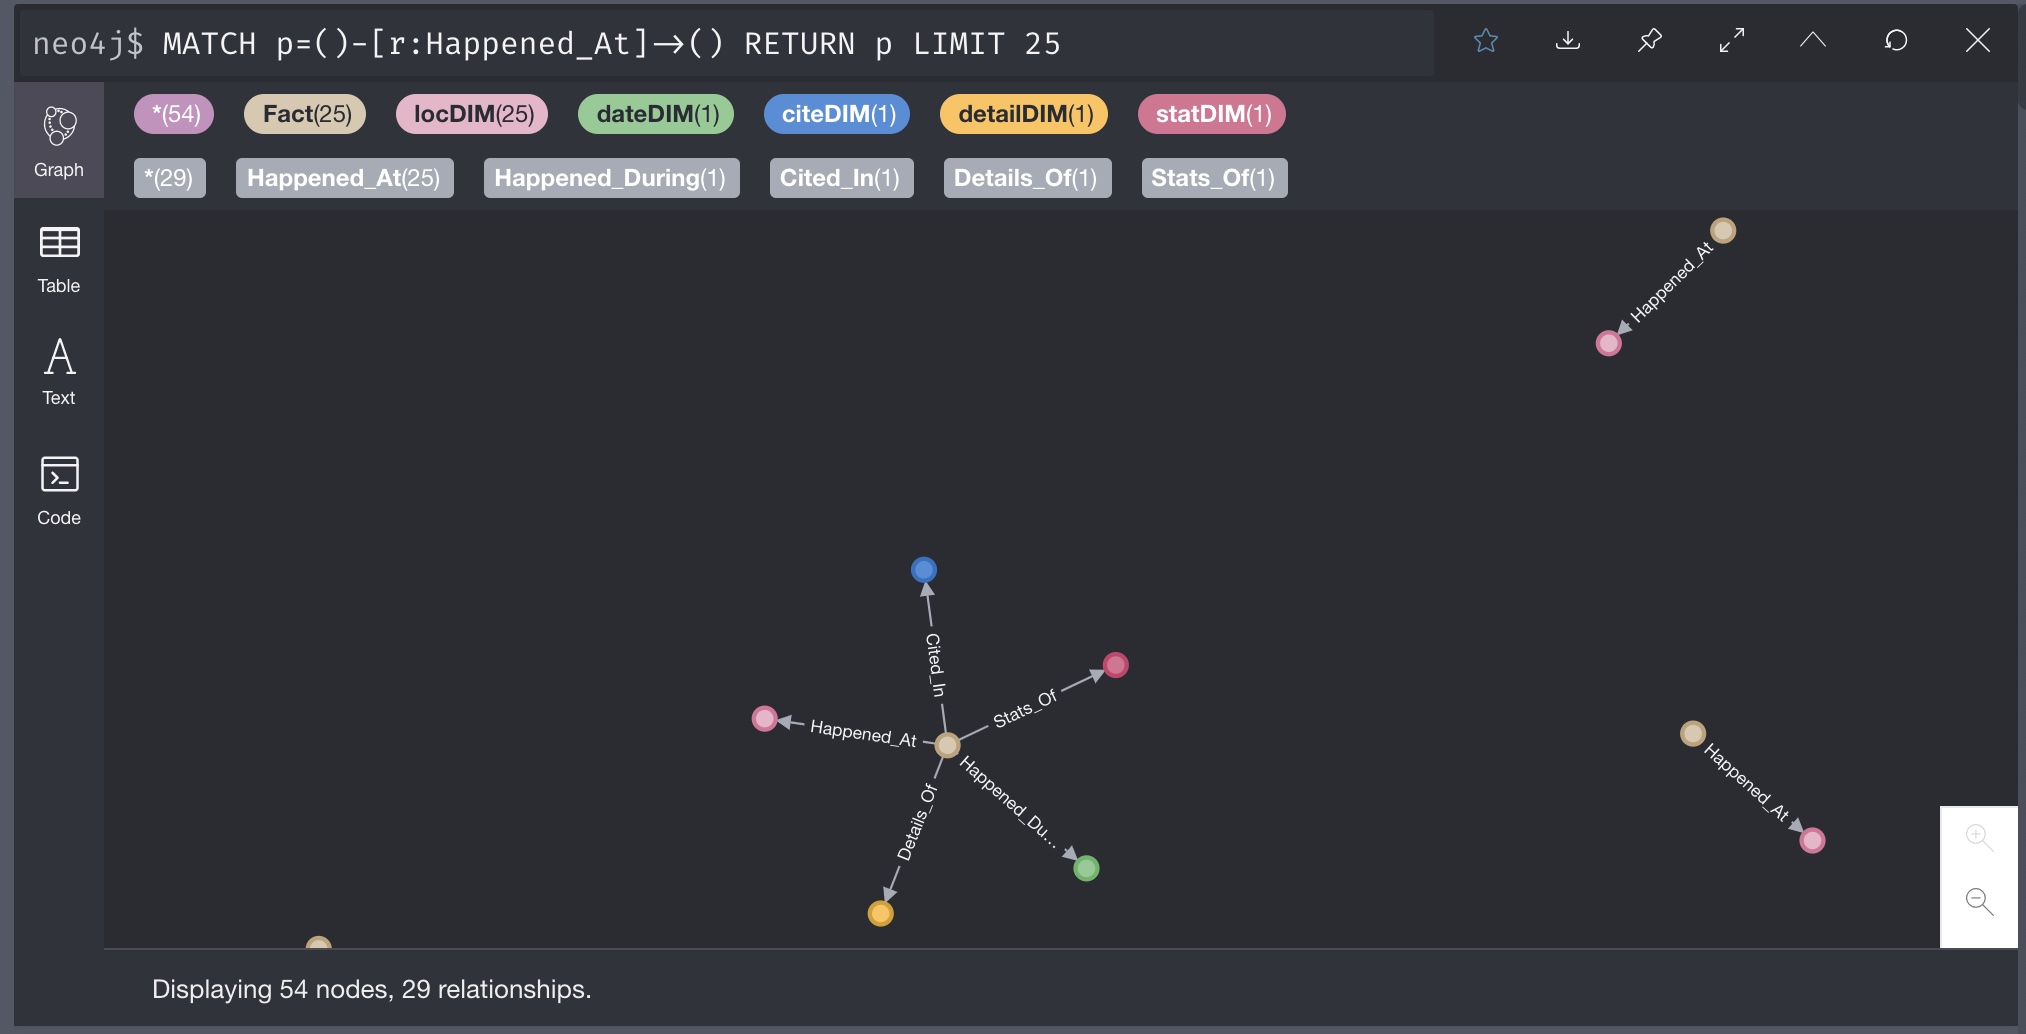 neo4j$ MATCH p=()-[r:Happened_At]->() RETURN p LIMIT 25
*(54) Fact(25) locDIM(25) dateDIM(1) citeDIM(1) detailDIM(1) statDIM(1)
*(29) Happened_At(25) Happened_During(1) Cited_In(1) Details_Of(1) Stats_Of(1)
Graph
Table
Text
Code
Happened_At
Cited_In
Stats_Of
Happened_At
Happened_Du...
Details_Of
Happened_At
Displaying 54 nodes, 29 relationships.